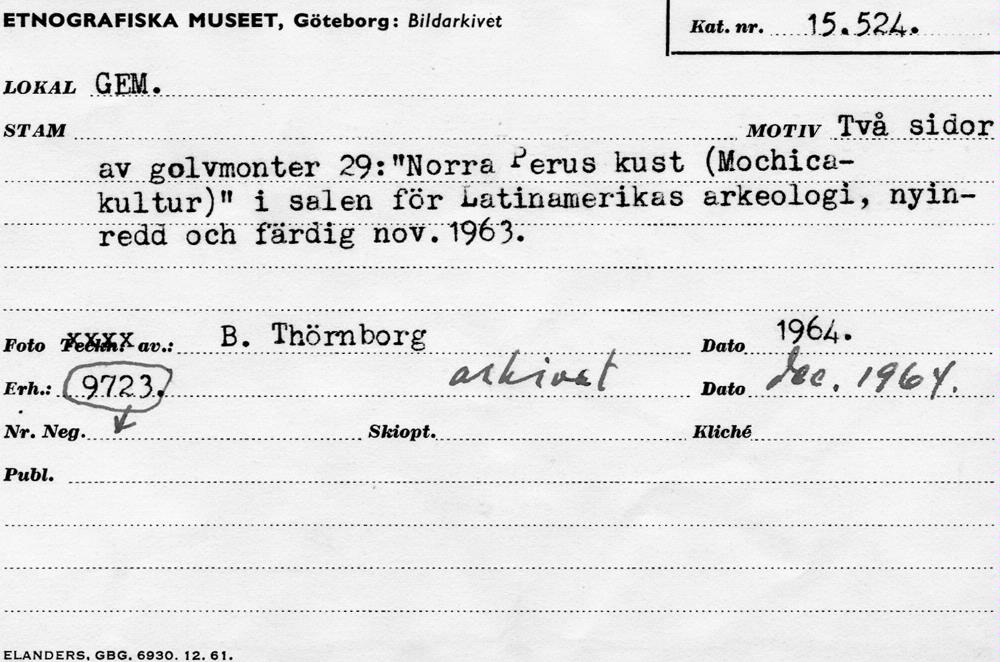 ETNOGRAFISKA MUSEET, Göteborg: Bildarkivet
Kat. nr. 15.524.
LOKAL GEM.
STAM MOTIV Två sidor
av golvmonter 29:"Norra Perus kust (Mochica-
kultur)" i salen för Latinamerikas arkeologi, nyin-
redd och färdig nov. 1963.
Foto Teckn. av.: B. Thörnborg Dato 1964.
Erh.: 9723. arkivet Dato dec. 1964.
Nr. Neg. Skiopt. Kliché
Publ.
ELANDERS, GBG. 6930. 12. 61.